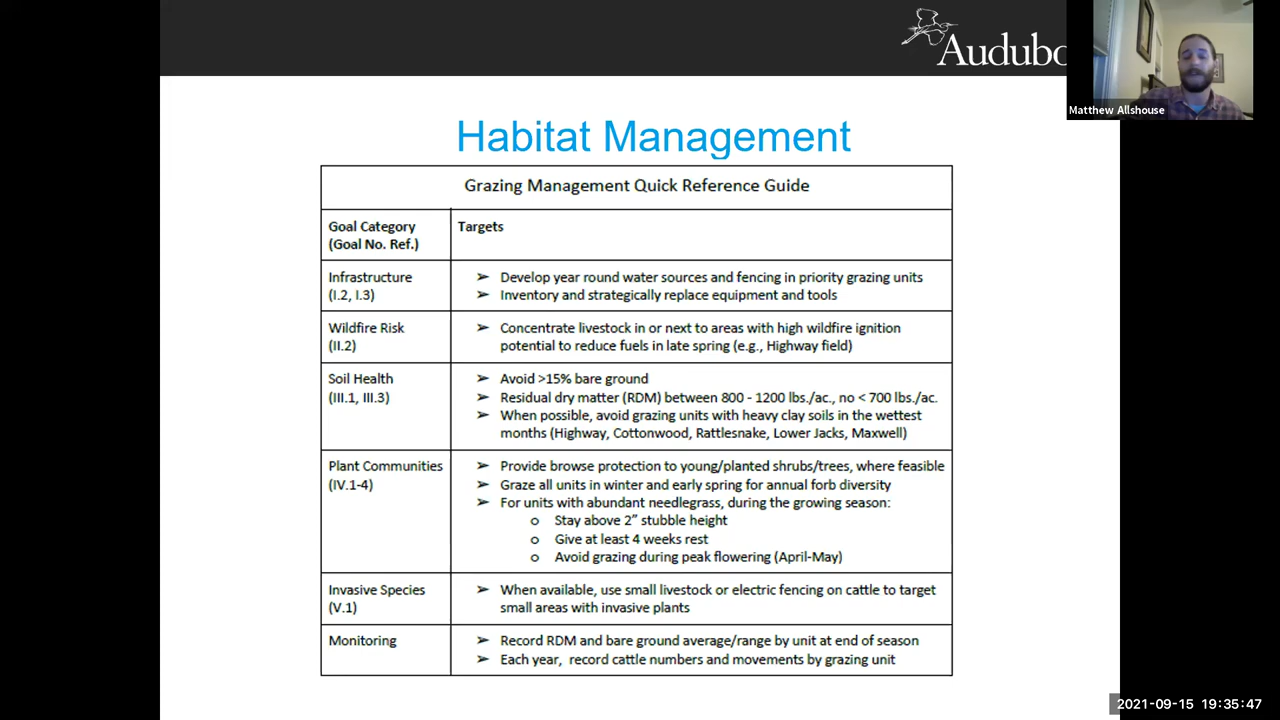 Audubo
Matthew Allshouse
Habitat Management
Grazing Management Quick Reference Guide
Goal Category
(Goal No. Ref.)
Targets
Infrastructure
(I.2, I.3)
➢ Develop year round water sources and fencing in priority grazing units
➢ Inventory and strategically replace equipment and tools
Wildfire Risk
(II.2)
➢ Concentrate livestock in or next to areas with high wildfire ignition
potential to reduce fuels in late spring (e.g., Highway field)
Soil Health
(III.1, III.3)
➢ Avoid >15% bare ground
➢ Residual dry matter (RDM) between 800 - 1200 lbs./ac., no < 700 lbs./ac.
➢ When possible, avoid grazing units with heavy clay soils in the wettest
months (Highway, Cottonwood, Rattlesnake, Lower Jacks, Maxwell)
Plant Communities
(IV.1-4)
➢ Provide browse protection to young/planted shrubs/trees, where feasible
➢ Graze all units in winter and early spring for annual forb diversity
➢ For units with abundant needlegrass, during the growing season:
o Stay above 2” stubble height
o Give at least 4 weeks rest
o Avoid grazing during peak flowering (April-May)
Invasive Species
(V.1)
➢ When available, use small livestock or electric fencing on cattle to target
small areas with invasive plants
Monitoring
➢ Record RDM and bare ground average/range by unit at end of season
➢ Each year,  record cattle numbers and movements by grazing unit
2021-09-15 19:35:47